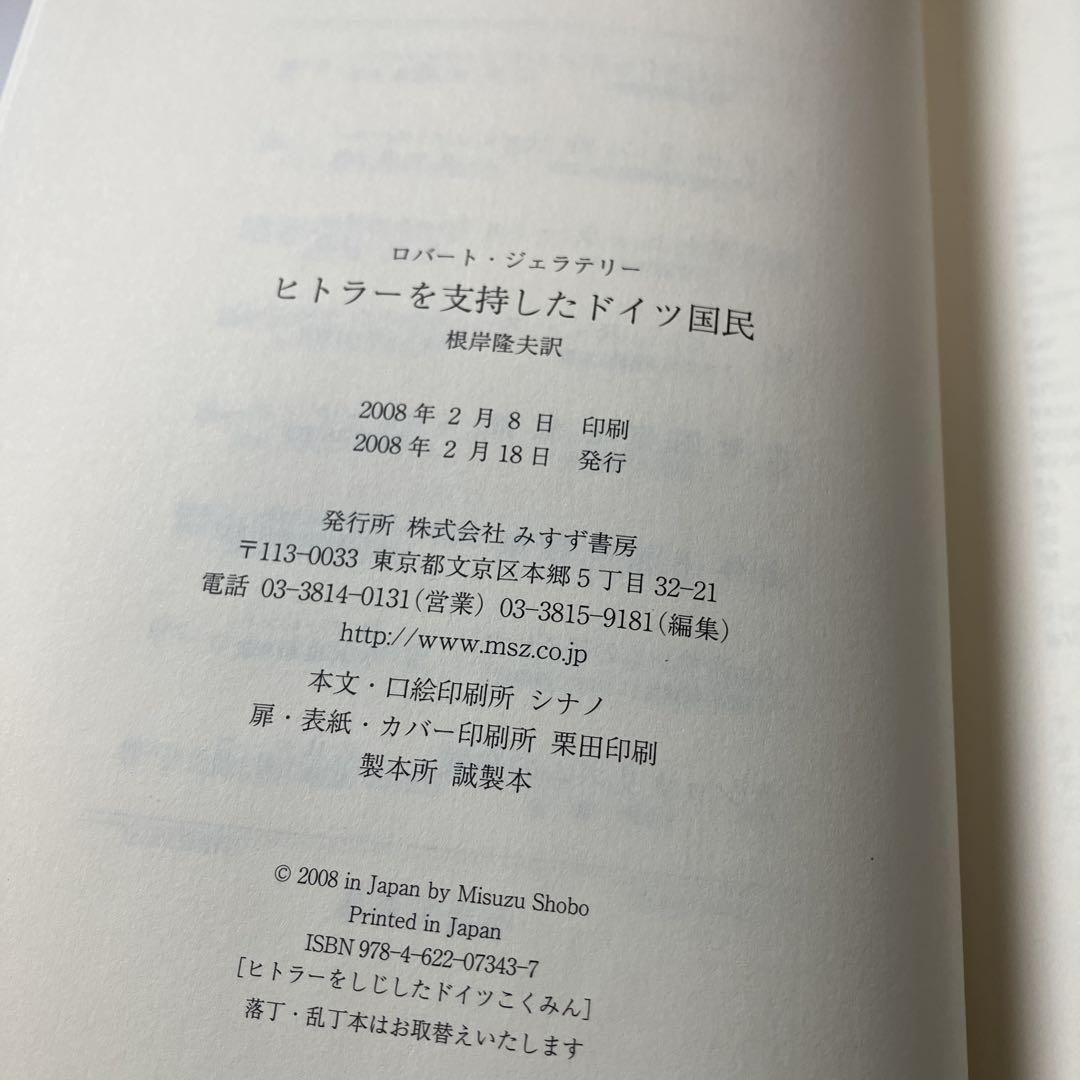 ロバート・ジェラテリー
ヒトラーを支持したドイツ国民
根岸隆夫訳
2008年 2月 8日 印刷
2008年 2月18日 発行
発行所 株式会社 みすず書房
〒113-0033 東京都文京区本郷5丁目32-21
電話 03-3814-0131(営業) 03-3815-9181(編集)
http://www.msz.co.jp
本文・口絵印刷所 シナノ
扉・表紙・カバー印刷所 栗田印刷
製本所 誠製本
© 2008 in Japan by Misuzu Shobo
Printed in Japan
ISBN 978-4-622-07343-7
[ヒトラーをしじしたドイツこくみん]
落丁・乱丁本はお取替えいたします